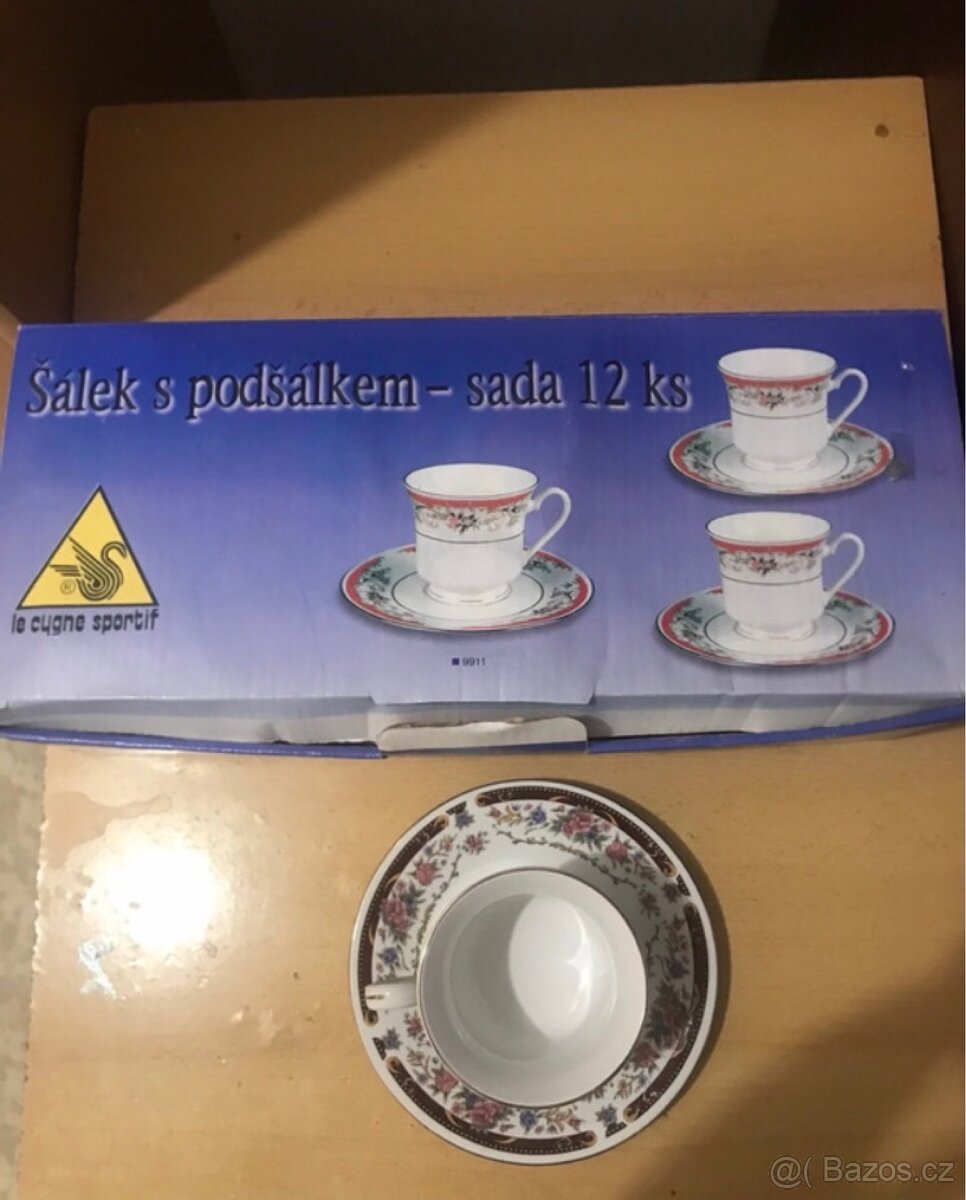 Šálek s podšálkem – sada 12 ks
®
le cygne sportif
■ 9911
@( Bazos.cz